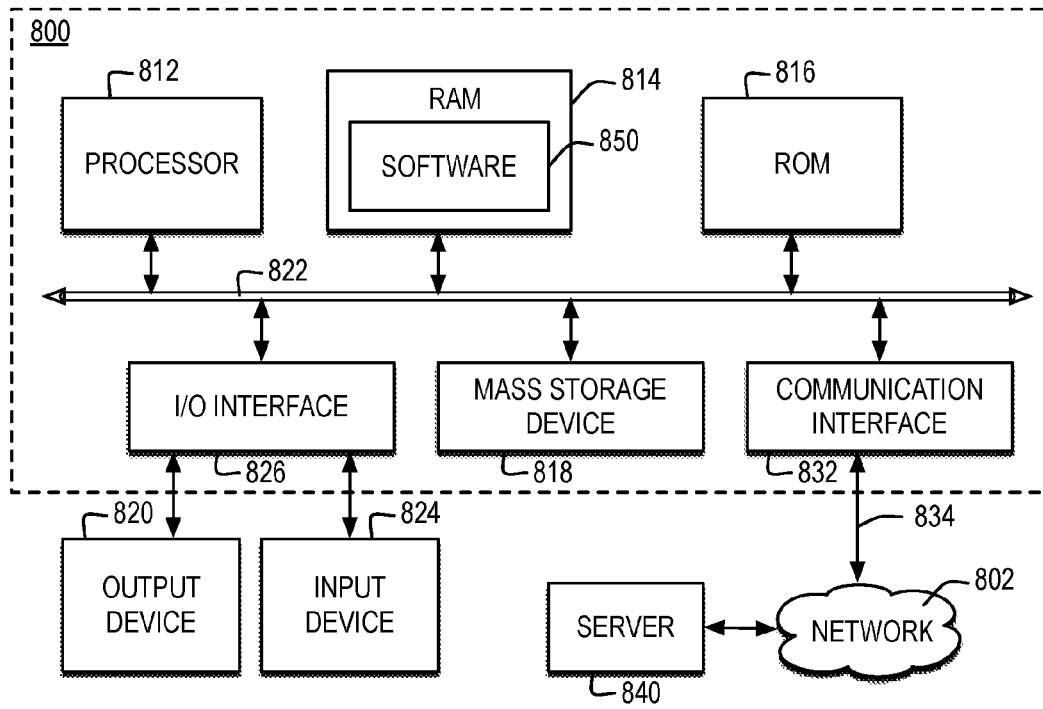 800
812
814
816
PROCESSOR
RAM
SOFTWARE
850
ROM
822
I/O INTERFACE
826
MASS STORAGE
DEVICE
818
COMMUNICATION
INTERFACE
832
820
824
834
OUTPUT
DEVICE
INPUT
DEVICE
SERVER
840
802
NETWORK